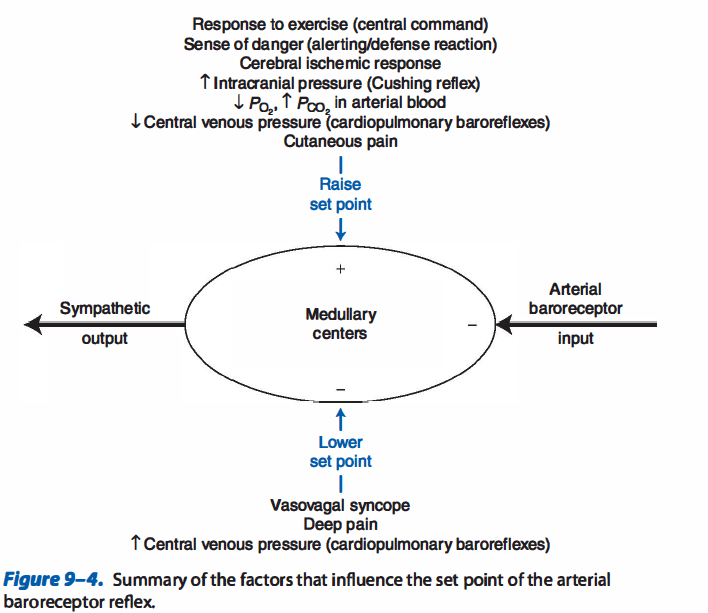 Response to exercise (central command)
Sense of danger (alerting/defense reaction)
Cerebral ischemic response
↑ Intracranial pressure (Cushing reflex)
↓ PO2, ↑ PCO2 in arterial blood
↓ Central venous pressure (cardiopulmonary baroreflexes)
Cutaneous pain
Raise
set point
+
Sympathetic
output
Medullary
centers
–
Arterial
baroreceptor
input
–
Lower
set point
Vasovagal syncope
Deep pain
↑ Central venous pressure (cardiopulmonary baroreflexes)
Figure 9–4. Summary of the factors that influence the set point of the arterial
baroreceptor reflex.